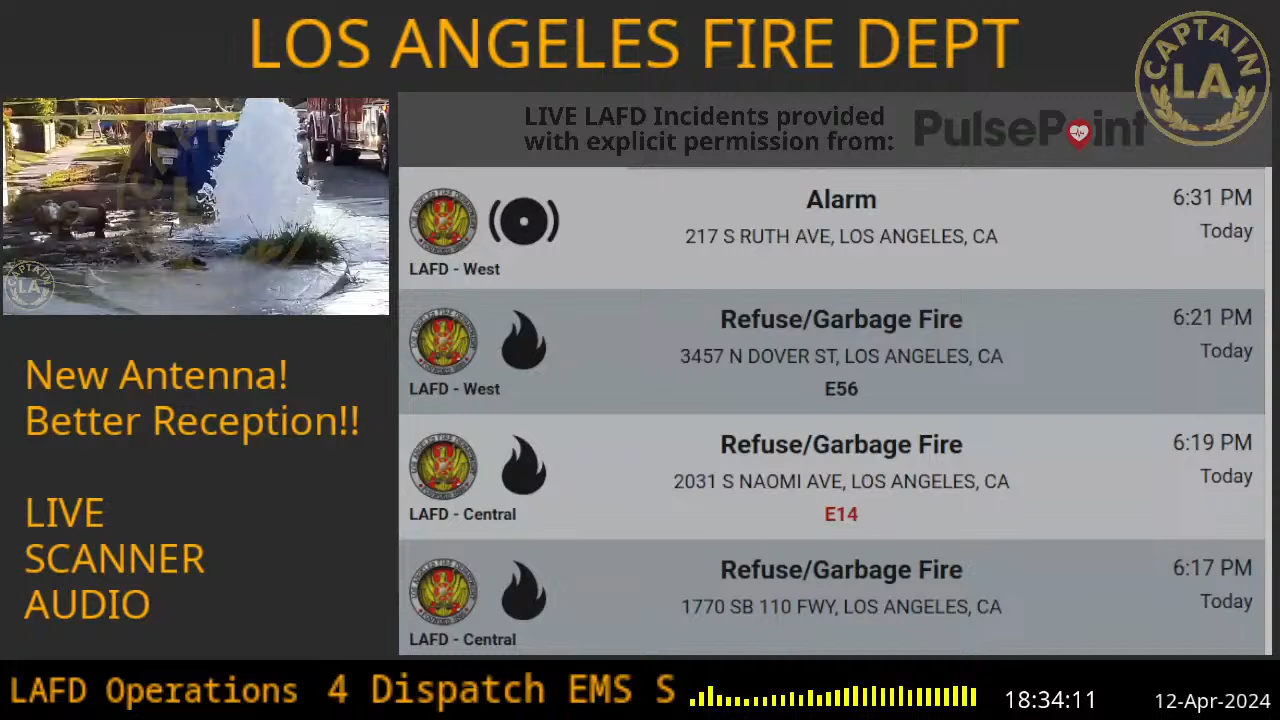 LOS ANGELES FIRE DEPT
CAPTAIN
LA
LIVE LAFD Incidents provided
with explicit permission from:
PulsePoint
Alarm
6:31 PM
217 S RUTH AVE, LOS ANGELES, CA
Today
LAFD - West
Refuse/Garbage Fire
6:21 PM
3457 N DOVER ST, LOS ANGELES, CA
Today
LAFD - West
E56
Refuse/Garbage Fire
6:19 PM
2031 S NAOMI AVE, LOS ANGELES, CA
Today
LAFD - Central
E14
Refuse/Garbage Fire
6:17 PM
1770 SB 110 FWY, LOS ANGELES, CA
Today
LAFD - Central
CAPTAIN
LA
New Antenna!
Better Reception!!
LIVE
SCANNER
AUDIO
LAFD Operations 4 Dispatch EMS S
18:34:11
12-Apr-2024